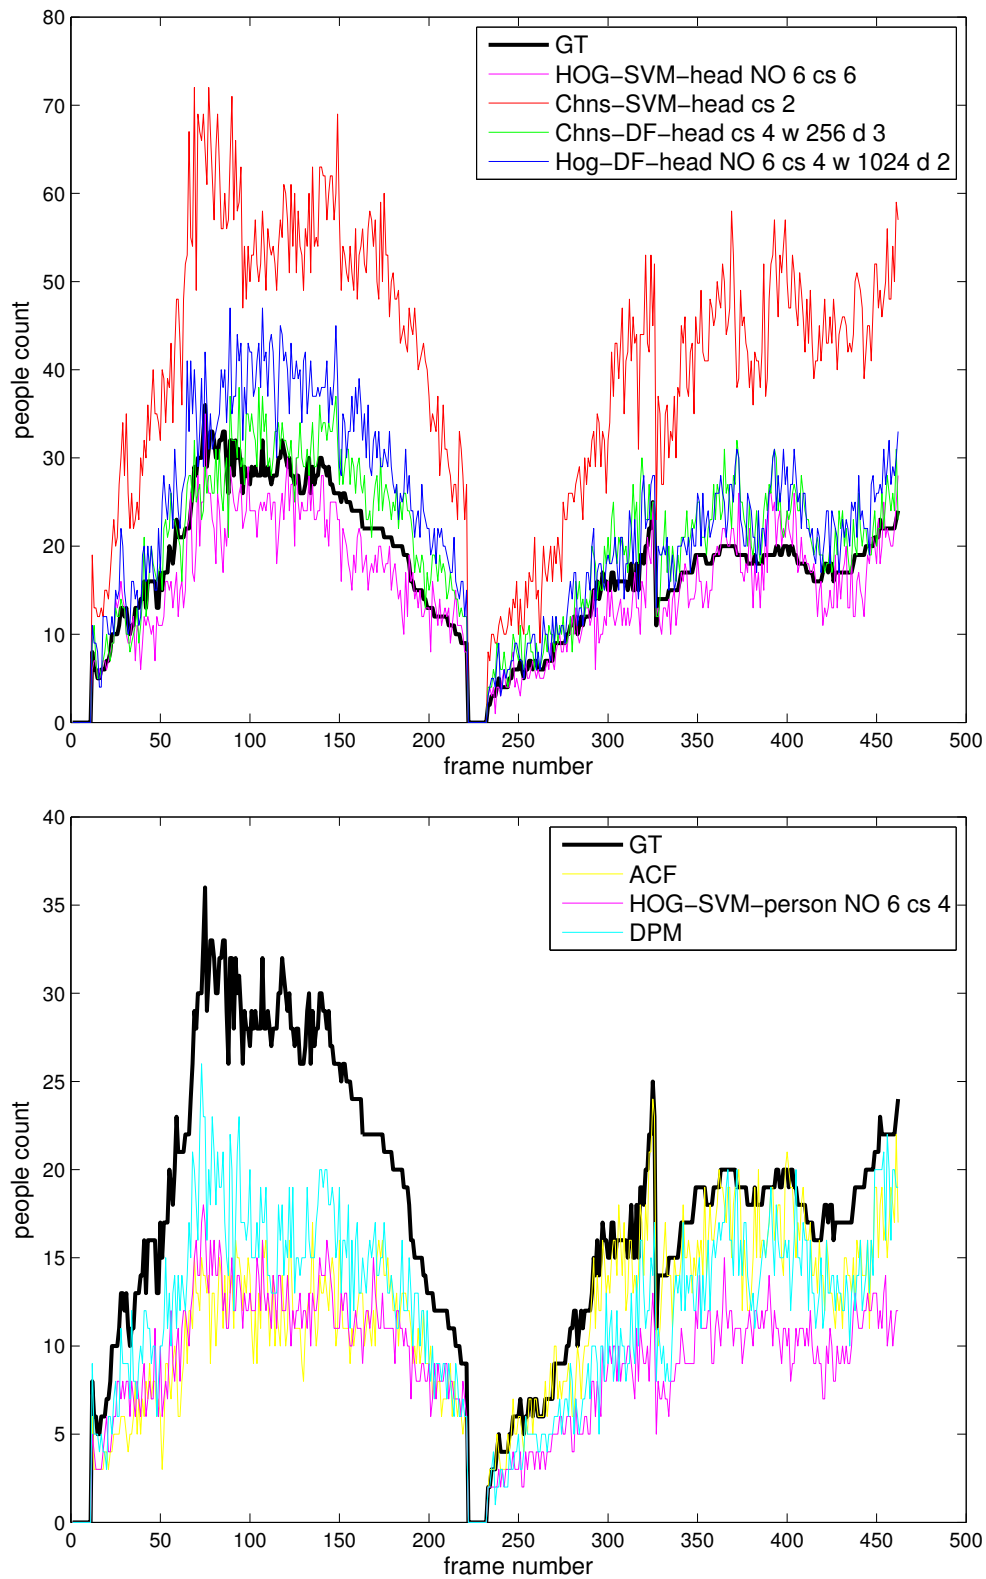 80
70
60
50
40
30
20
10
0
people count
GT
HOG−SVM−head NO 6 cs 6
Chns−SVM−head cs 2
Chns−DF−head cs 4 w 256 d 3
Hog−DF−head NO 6 cs 4 w 1024 d 2
0 50 100 150 200 250 300 350 400 450 500
frame number
40
35
30
25
20
15
10
5
0
people count
GT
ACF
HOG−SVM−person NO 6 cs 4
DPM
0 50 100 150 200 250 300 350 400 450 500
frame number